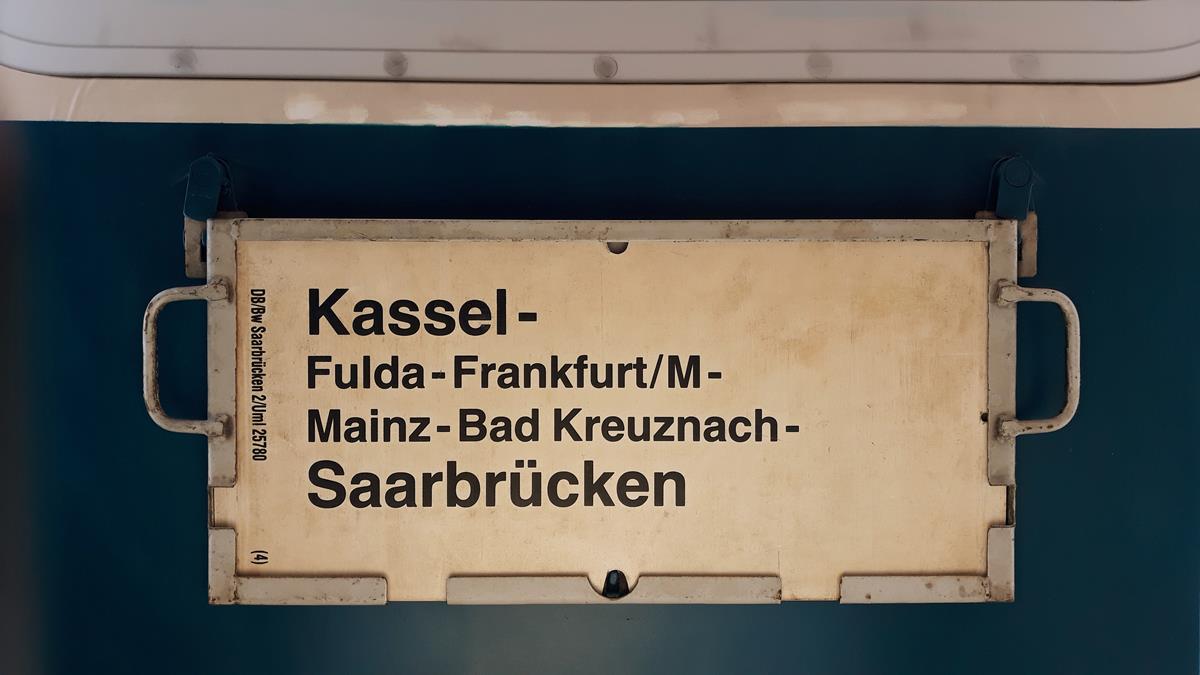 Kassel-
Fulda-Frankfurt/M-
Mainz-Bad Kreuznach-
Saarbrücken
DB/Bw Saarbrücken 2/Uml 25780
(4)